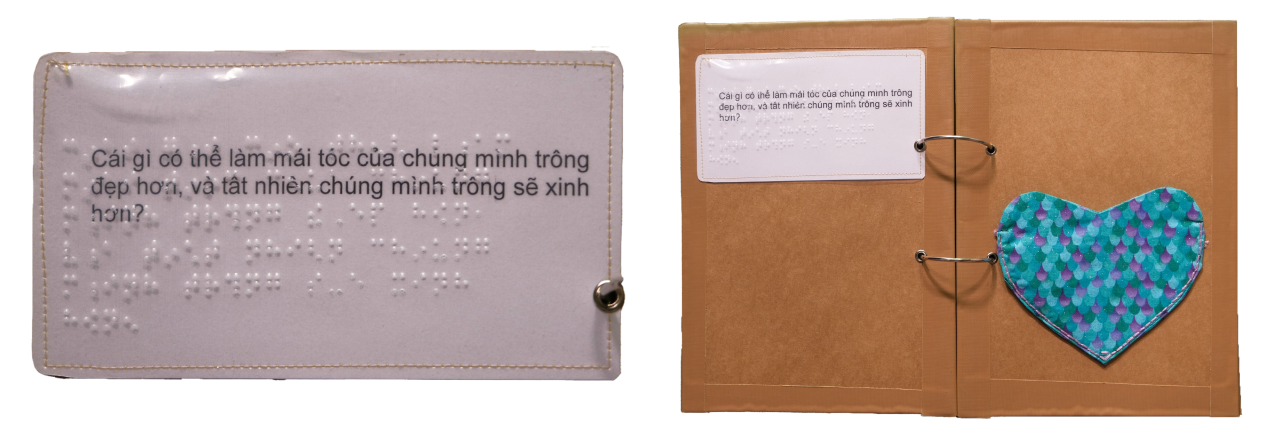 Cái gì có thể làm mái tóc của chúng mình trông
đẹp hơn, và tất nhiên chúng mình trông sẽ xinh
hơn?
Cái gì có thể làm mái tóc của chúng mình trông
đẹp hơn, và tất nhiên chúng mình trông sẽ xinh
hơn?